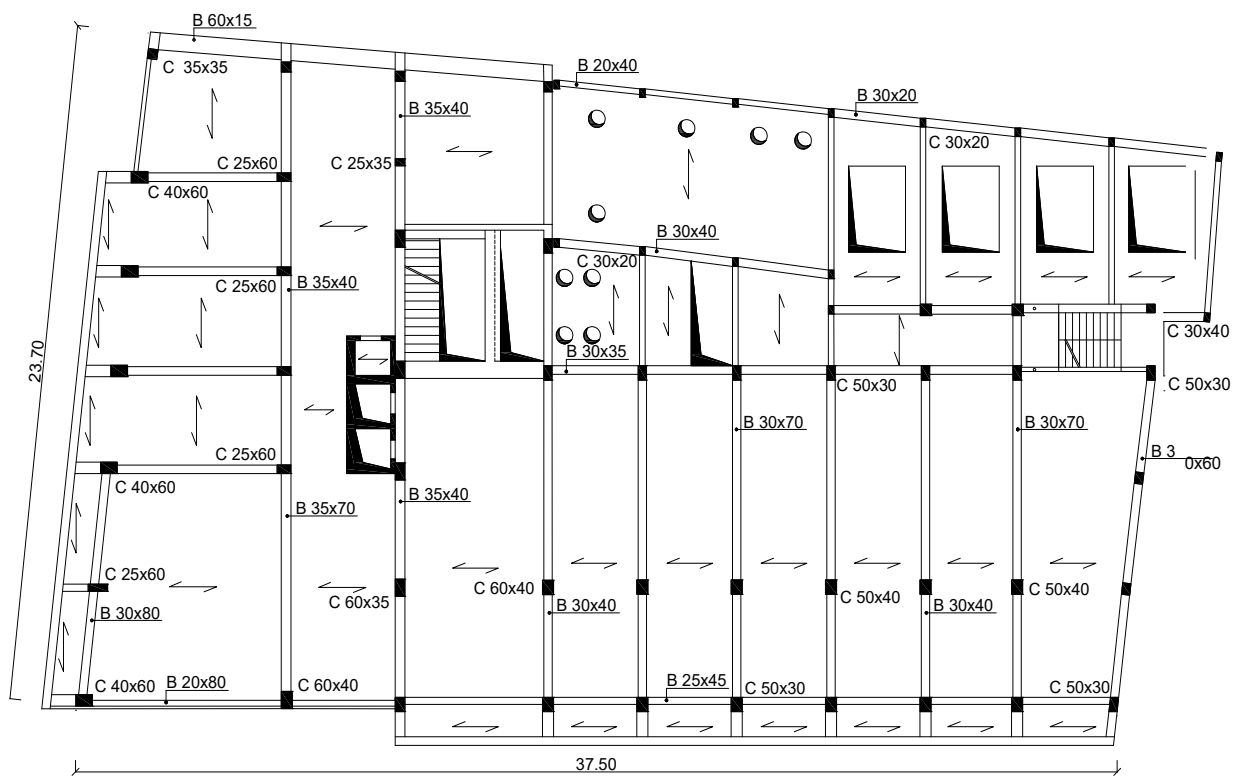 B 60x15
C 35x35
B 20x40
B 30x20
B 35x40
C 30x20
C 25x60
C 25x35
C 40x60
B 30x40
C 30x20
C 25x60
B 35x40
23.70
C 30x40
B 30x35
C 50x30
C 50x30
B 30x70
B 30x70
C 25x60
B 3
0x60
C 40x60
B 35x40
B 35x70
C 25x60
C 60x40
C 50x40
C 50x40
C 60x35
B 30x40
B 30x40
B 30x80
C 40x60
B 20x80
C 60x40
B 25x45
C 50x30
C 50x30
37.50